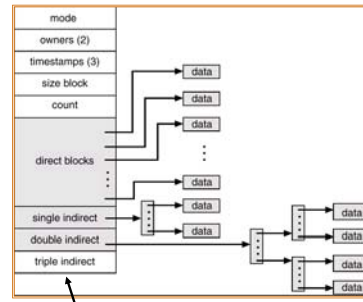 mode
owners (2)
timestamps (3)
size block
count
direct blocks
single indirect
double indirect
triple indirect
data
data
data
data
data
data
data
data
data
data